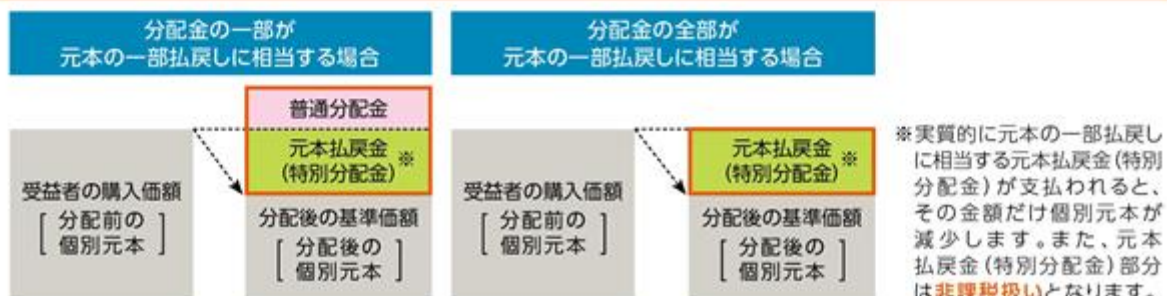 分配金の一部が
元本の一部払戻しに相当する場合
普通分配金
元本払戻金
(特別分配金) ※
受益者の購入価額
[ 分配前の
個別元本 ]
分配後の基準価額
[ 分配後の
個別元本 ]
分配金の全部が
元本の一部払戻しに相当する場合
元本払戻金
(特別分配金) ※
受益者の購入価額
[ 分配前の
個別元本 ]
分配後の基準価額
[ 分配後の
個別元本 ]
※実質的に元本の一部払戻し
に相当する元本払戻金(特別
分配金)が支払われると、
その金額だけ個別元本が
減少します。また、元本
払戻金(特別分配金)部分
は非課税扱いとなります。